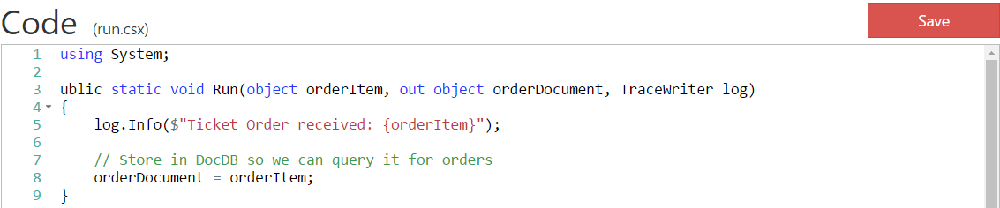 Code (run.csx)
Save
1 using System;
2
3 ublic static void Run(object orderItem, out object orderDocument, TraceWriter log)
4 {
5     log.Info($"Ticket Order received: {orderItem}");
6
7     // Store in DocDB so we can query it for orders
8     orderDocument = orderItem;
9 }